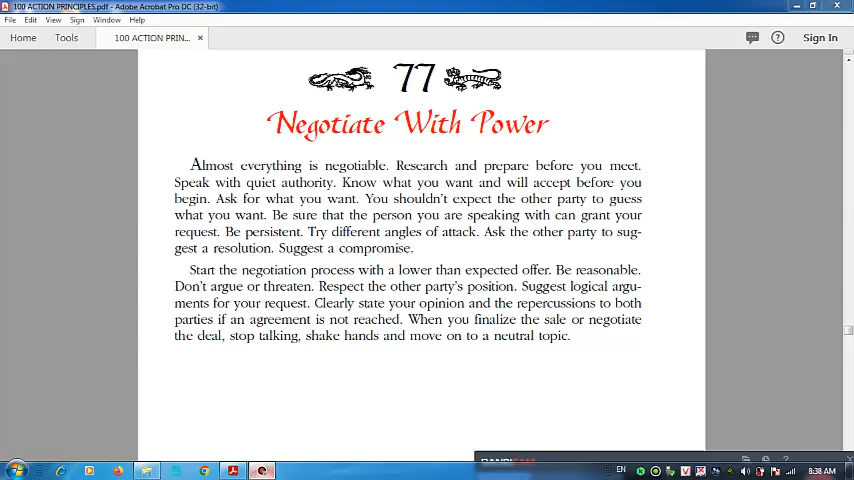 100 ACTION PRINCIPLES.pdf - Adobe Acrobat Pro DC (32-bit)
File Edit View Sign Window Help
Home Tools 100 ACTION PRIN... × Sign In
77
Negotiate With Power
Almost everything is negotiable. Research and prepare before you meet.
Speak with quiet authority. Know what you want and will accept before you
begin. Ask for what you want. You shouldn't expect the other party to guess
what you want. Be sure that the person you are speaking with can grant your
request. Be persistent. Try different angles of attack. Ask the other party to sug-
gest a resolution. Suggest a compromise.
Start the negotiation process with a lower than expected offer. Be reasonable.
Don't argue or threaten. Respect the other party's position. Suggest logical argu-
ments for your request. Clearly state your opinion and the repercussions to both
parties if an agreement is not reached. When you finalize the sale or negotiate
the deal, stop talking, shake hands and move on to a neutral topic.
EN 8:38 AM